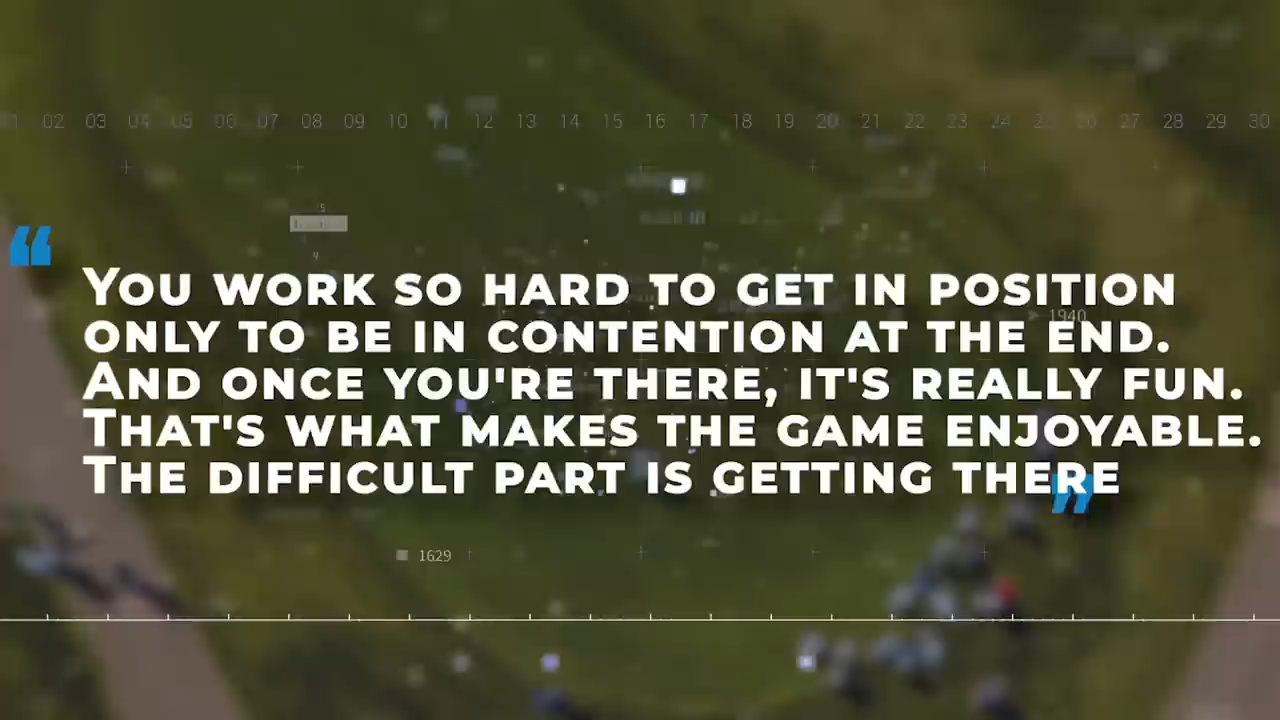 01 02 03 04 05 06 07 08 09 10 11 12 13 14 15 16 17 18 19 20 21 22 23 24 25 26 27 28 29 30
“
YOU WORK SO HARD TO GET IN POSITION
1940
ONLY TO BE IN CONTENTION AT THE END.
AND ONCE YOU'RE THERE, IT'S REALLY FUN.
THAT'S WHAT MAKES THE GAME ENJOYABLE.
THE DIFFICULT PART IS GETTING THERE
”
1629